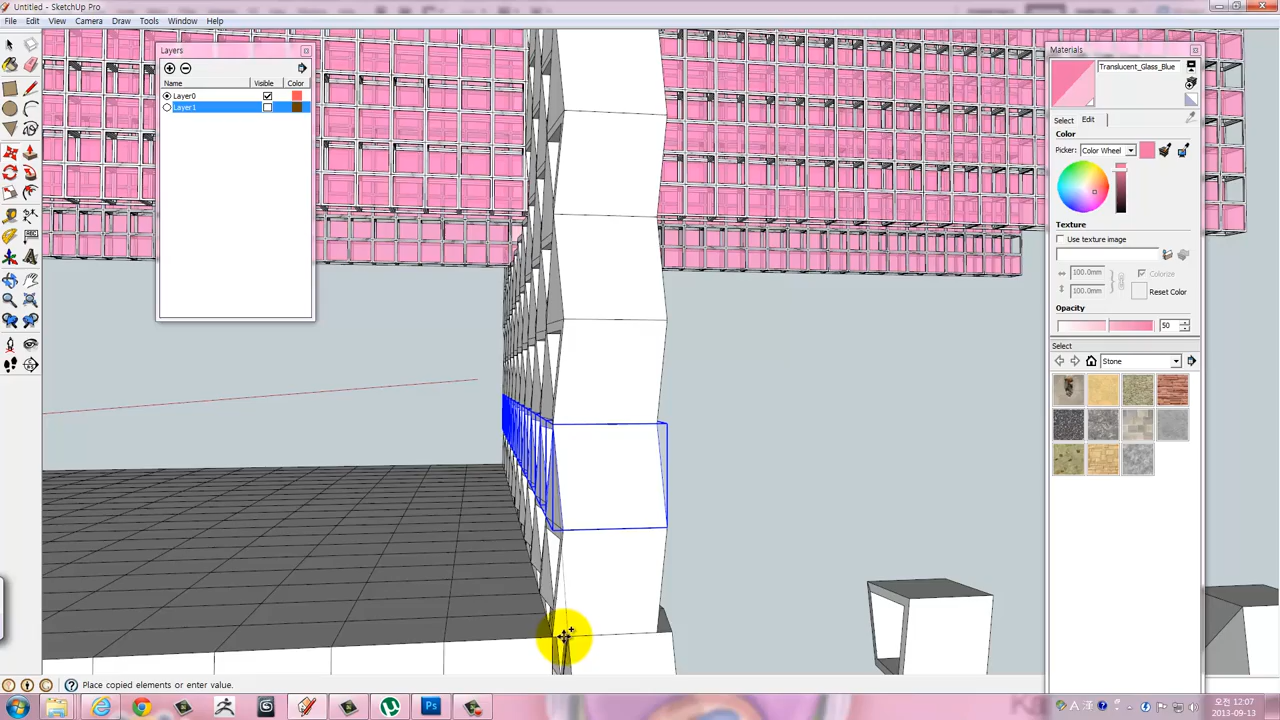 Untitled - SketchUp Pro
File Edit View Camera Draw Tools Window Help
Layers
Name Visible Color
Layer0
Layer1
Materials
Translucent_Glass_Blue
Select Edit
Color
Picker: Color Wheel
Texture
Use texture image
100.0mm
Colorize
100.0mm
Reset Color
Opacity
50
Select
Stone
Place copied elements or enter value.
Ps
A 漢
오전 12:07
2013-09-13